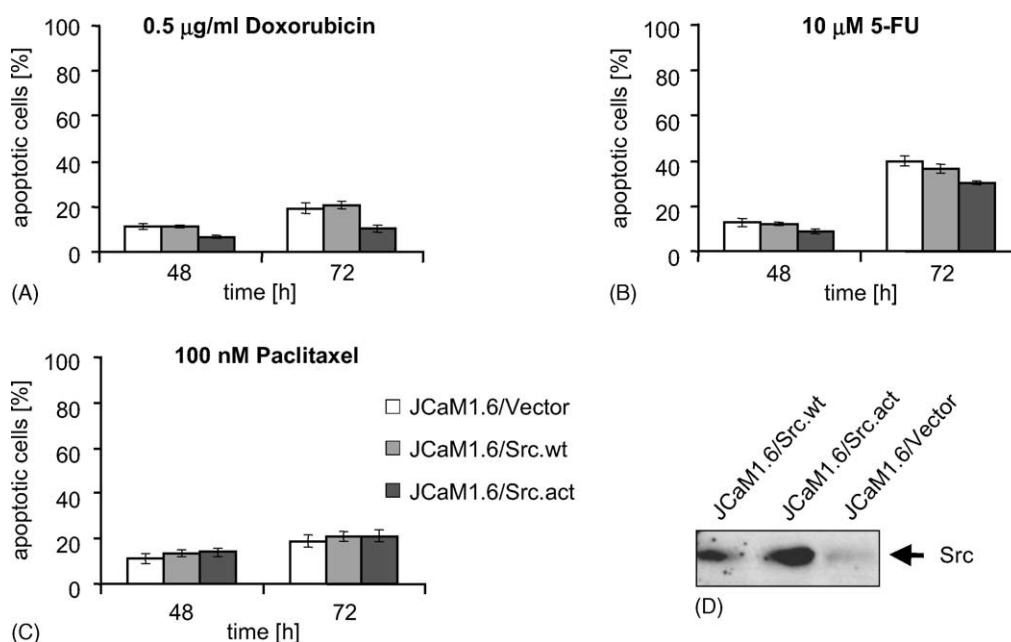 0.5 μg/ml Doxorubicin
100
80
60
40
20
0
apoptotic cells [%]
48
72
time [h]
(A)
10 μM 5-FU
100
80
60
40
20
0
apoptotic cells [%]
48
72
time [h]
(B)
100 nM Paclitaxel
100
80
60
40
20
0
apoptotic cells [%]
JCaM1.6/Vector
JCaM1.6/Src.wt
JCaM1.6/Src.act
48
72
time [h]
(C)
JCaM1.6/Src.wt
JCaM1.6/Src.act
JCaM1.6/Vector
Src
(D)